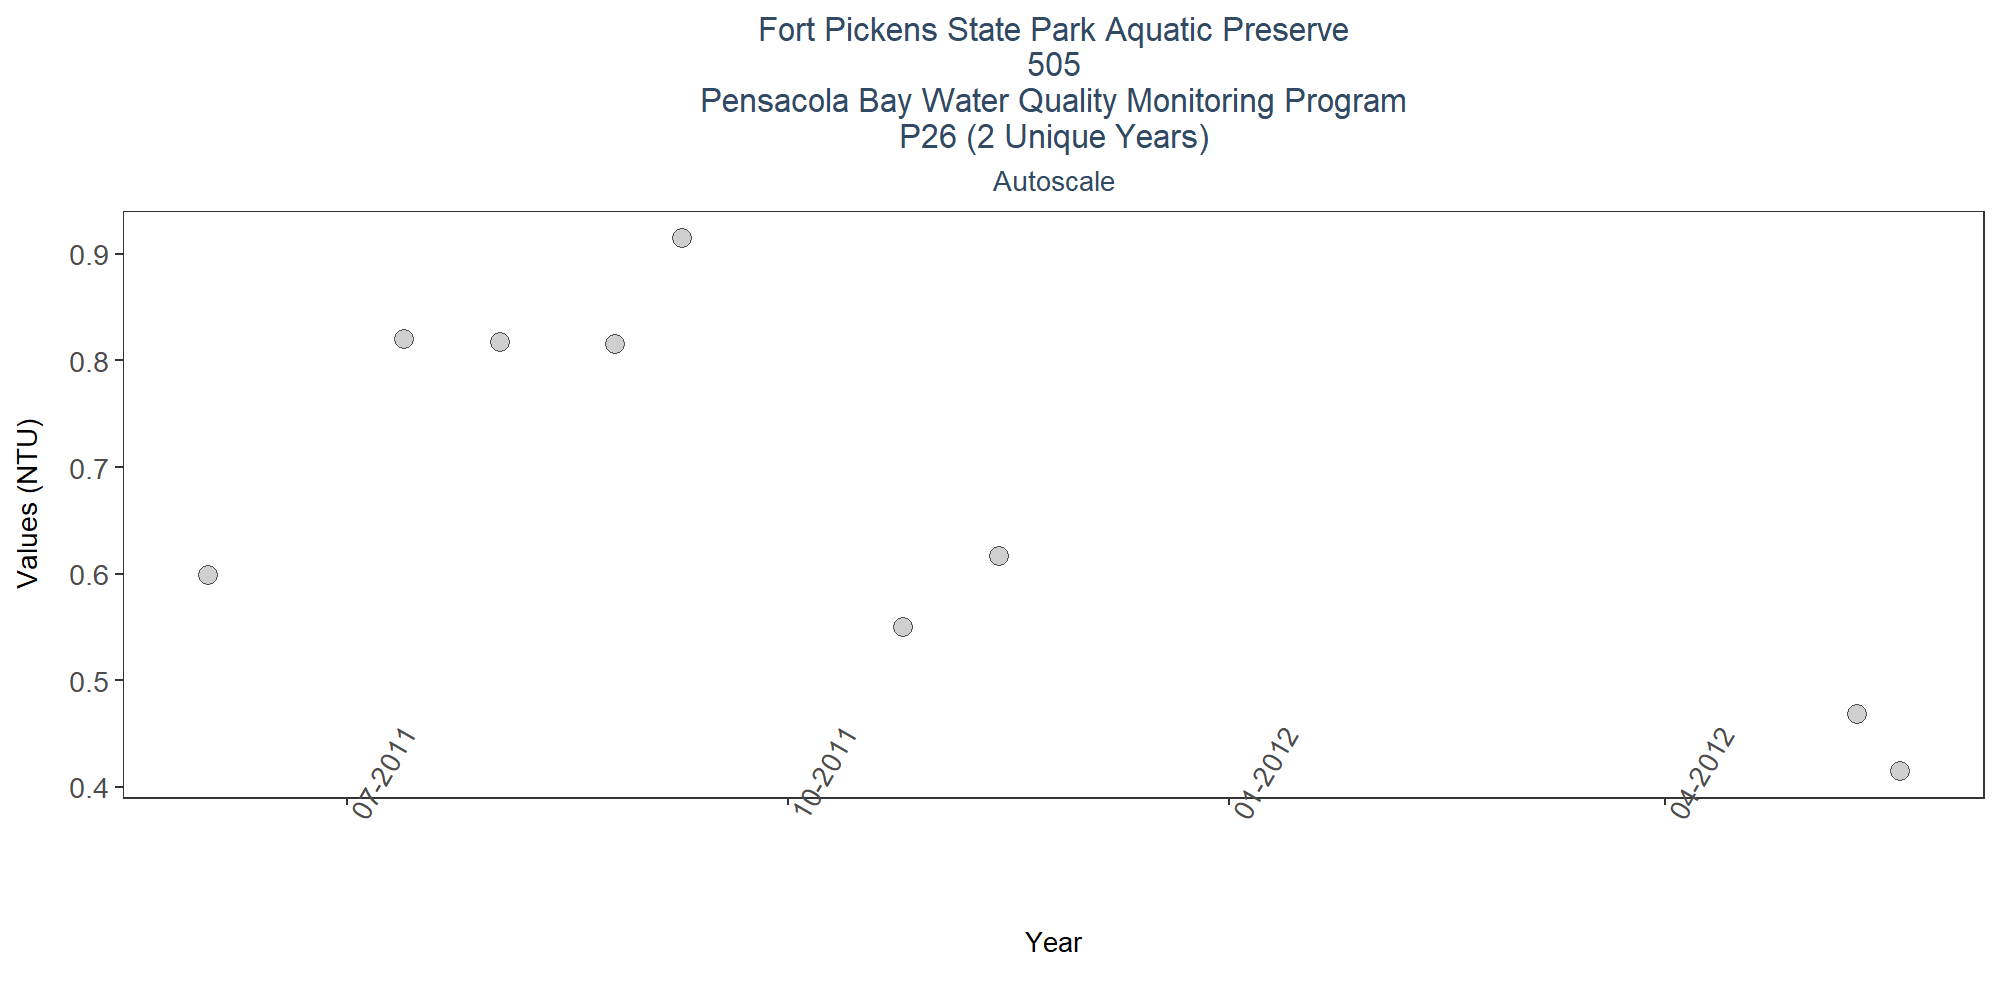 Fort Pickens State Park Aquatic Preserve
505
Pensacola Bay Water Quality Monitoring Program
P26 (2 Unique Years)
Autoscale
0.9
0.8
0.7
0.6
0.5
0.4
Values (NTU)
07-2011
10-2011
01-2012
04-2012
Year